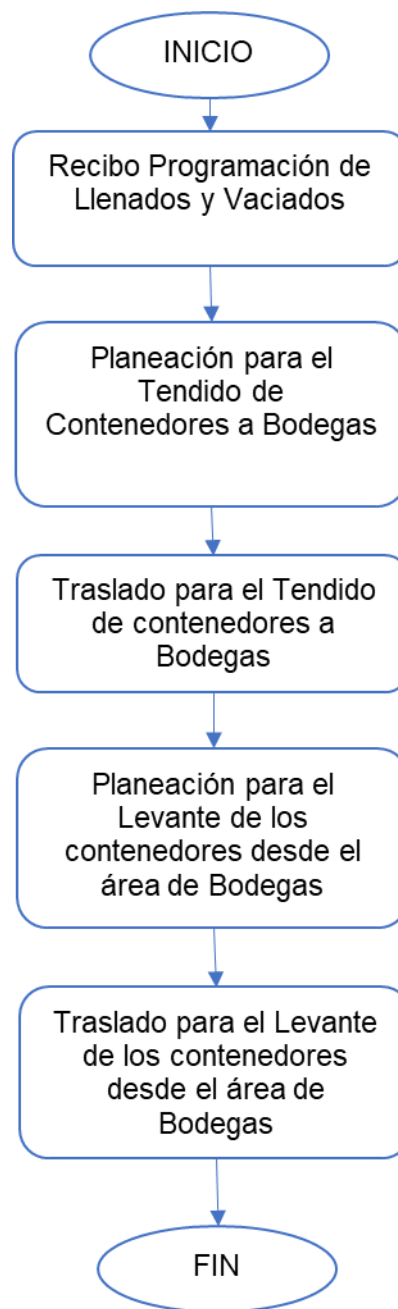 INICIO
Recibo Programación de
Llenados y Vaciados
Planeación para el
Tendido de
Contenedores a Bodegas
Traslado para el Tendido
de contenedores a
Bodegas
Planeación para el
Levante de los
contenedores desde el
área de Bodegas
Traslado para el Levante
de los contenedores
desde el área de
Bodegas
FIN